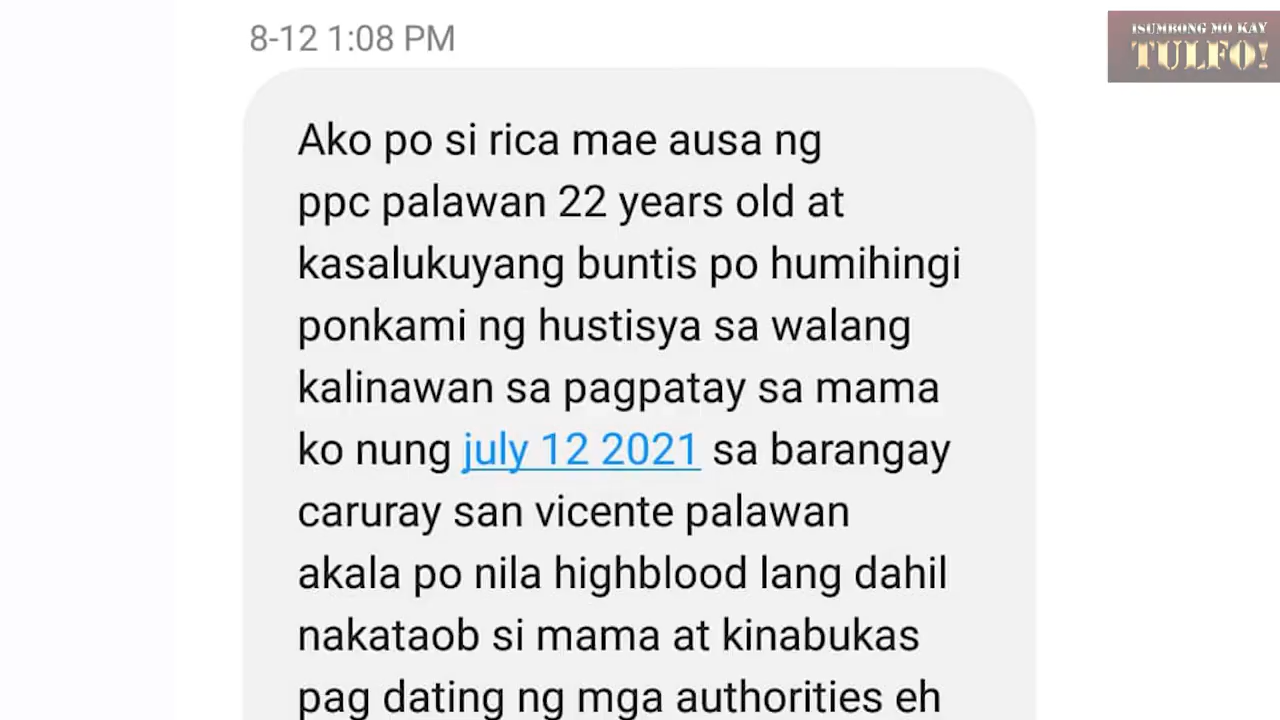 8-12 1:08 PM
ISUMBONG MO KAY
TULFO!
Ako po si rica mae ausa ng
ppc palawan 22 years old at
kasalukuyang buntis po humihingi
ponkami ng hustisya sa walang
kalinawan sa pagpatay sa mama
ko nung july 12 2021 sa barangay
caruray san vicente palawan
akala po nila highblood lang dahil
nakataob si mama at kinabukas
pag dating ng mga authorities eh